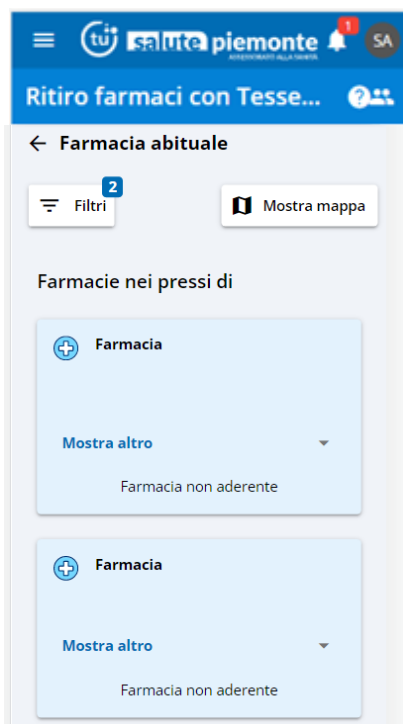 tu salute piemonte 1 SA
ASSESSORATO ALLA SANITÀ
Ritiro farmaci con Tesse... ?
Farmacia abituale
2
Filtri Mostra mappa
Farmacie nei pressi di
Farmacia
Mostra altro
Farmacia non aderente
Farmacia
Mostra altro
Farmacia non aderente